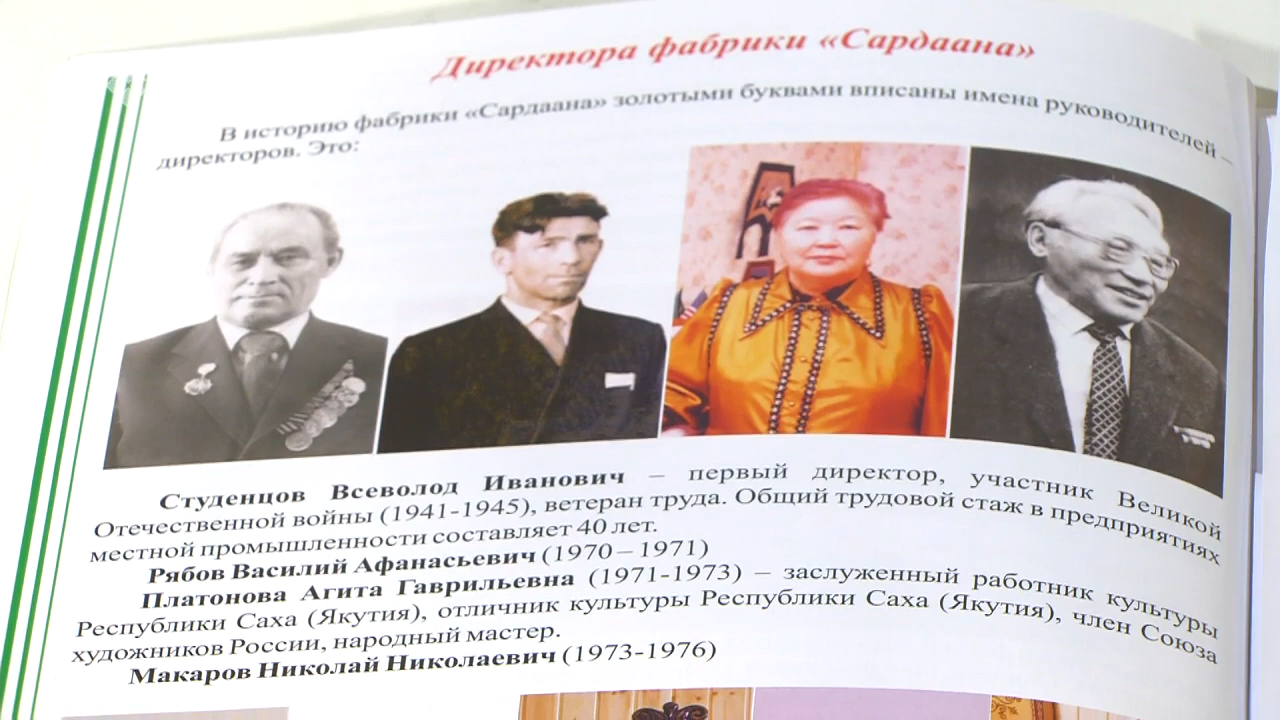 Директора фабрики «Сардаана»
В историю фабрики «Сардаана» золотыми буквами вписаны имена руководителей –
директоров. Это:
Студенцов Всеволод Иванович – первый директор, участник Великой
Отечественной войны (1941-1945), ветеран труда. Общий трудовой стаж в предприятиях
местной промышленности составляет 40 лет.
Рябов Василий Афанасьевич (1970 – 1971)
Платонова Агита Гаврильевна (1971-1973) – заслуженный работник культуры
Республики Саха (Якутия), отличник культуры Республики Саха (Якутия), член Союза
художников России, народный мастер.
Макаров Николай Николаевич (1973-1976)